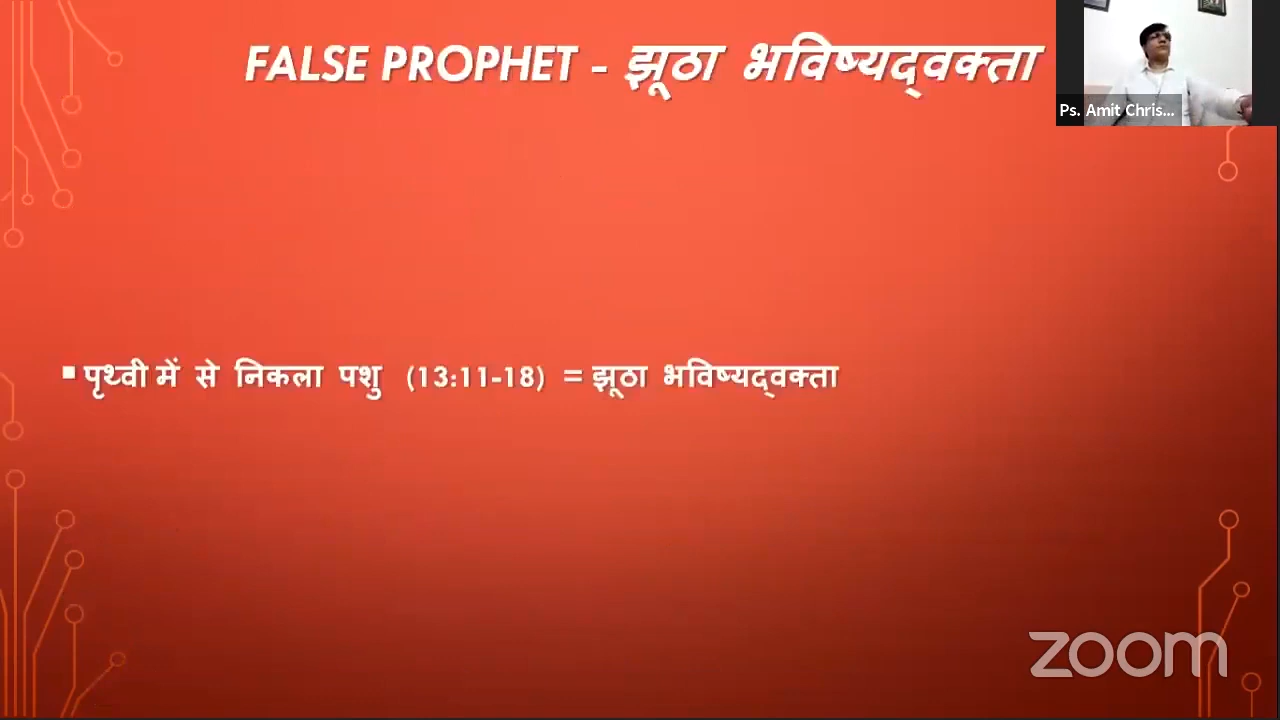 FALSE PROPHET - झूठा भविष्यद्वक्ता
Ps. Amit Chris...
▪ पृथ्वी में से निकला पशु (13:11-18) = झूठा भविष्यद्वक्ता
zoom